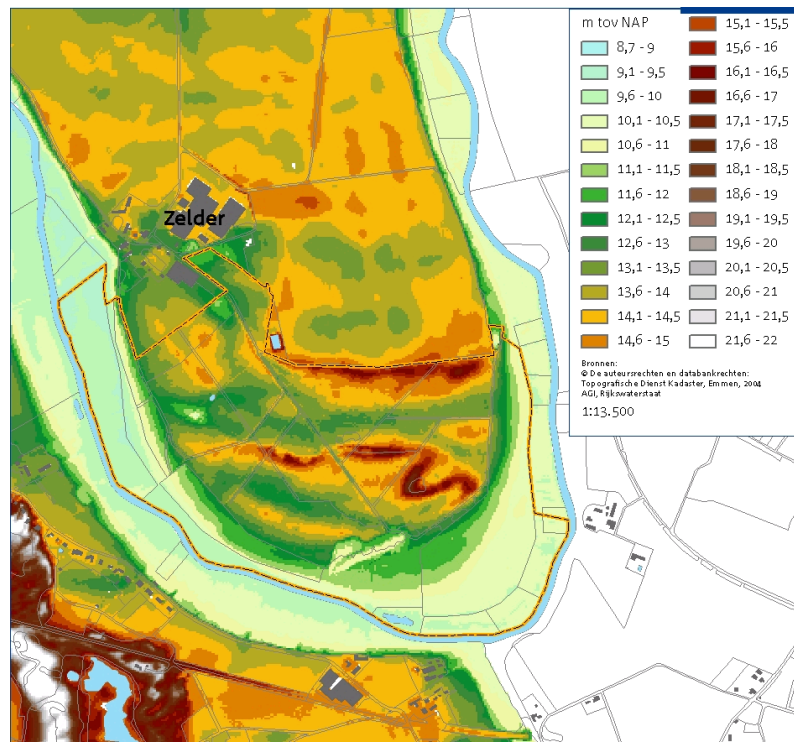 Zelder
m tov NAP
8,7 - 9
9,1 - 9,5
9,6 - 10
10,1 - 10,5
10,6 - 11
11,1 - 11,5
11,6 - 12
12,1 - 12,5
12,6 - 13
13,1 - 13,5
13,6 - 14
14,1 - 14,5
14,6 - 15
15,1 - 15,5
15,6 - 16
16,1 - 16,5
16,6 - 17
17,1 - 17,5
17,6 - 18
18,1 - 18,5
18,6 - 19
19,1 - 19,5
19,6 - 20
20,1 - 20,5
20,6 - 21
21,1 - 21,5
21,6 - 22
Bronnen:
© De auteursrechten en databankrechten:
Topografische Dienst Kadaster, Emmen, 2004
AGI, Rijkswaterstaat
1:13.500